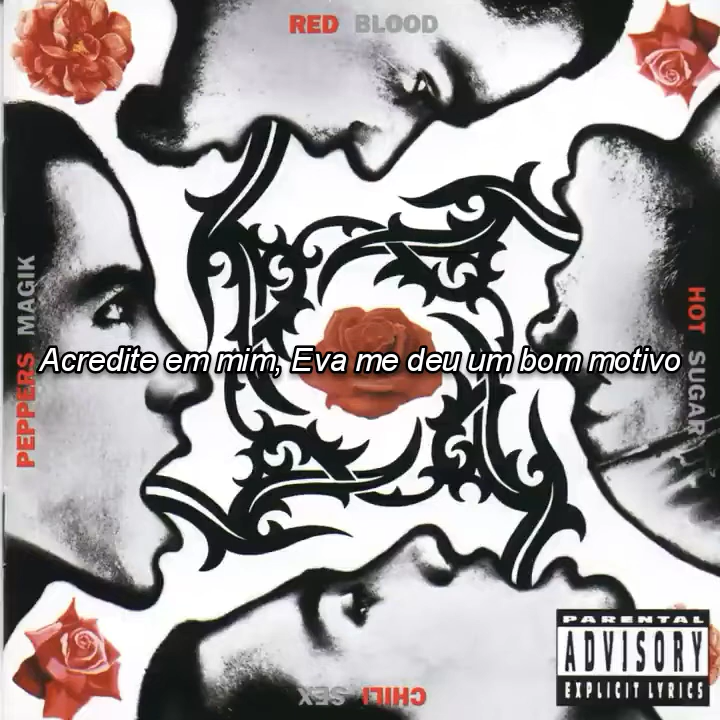 RED BLOOD
PEPPERS MAGIK
HOT SUGAR
Acredite em mim, Eva me deu um bom motivo
CHILI SEX
PARENTAL
ADVISORY
EXPLICIT LYRICS